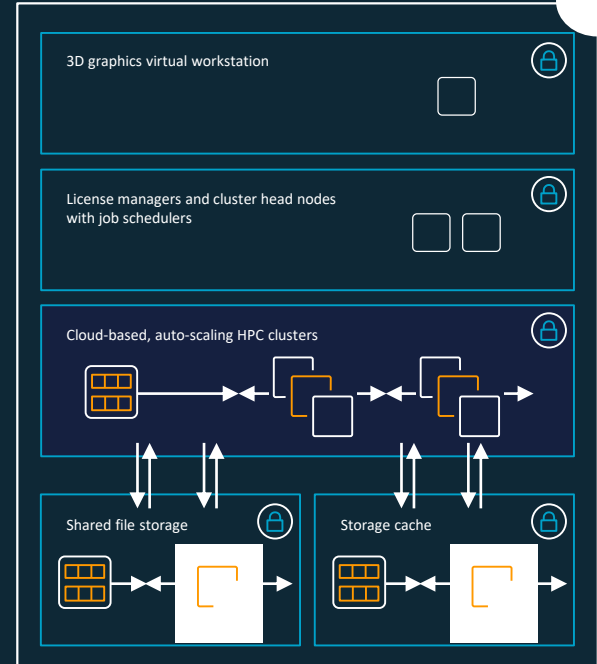 3D graphics virtual workstation
License managers and cluster head nodes
with job schedulers
Cloud-based, auto-scaling HPC clusters
Shared file storage
Storage cache